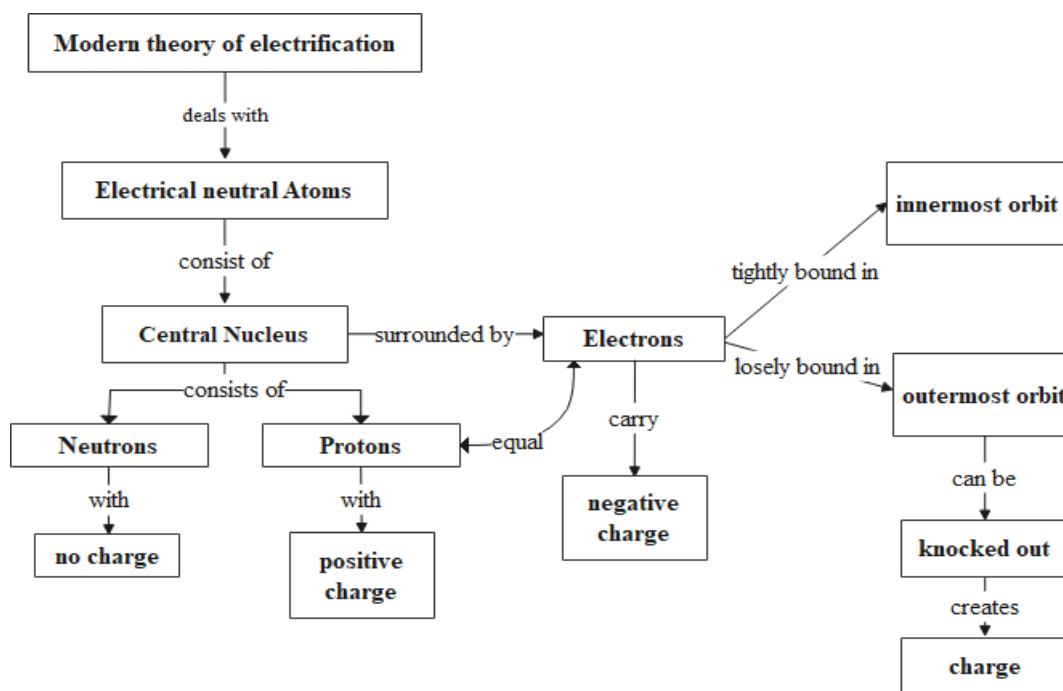 Modern theory of electrification
deals with
Electrical neutral Atoms
consist of
innermost orbit
tightly bound in
Central Nucleus
surrounded by
Electrons
losely bound in
outermost orbit
consists of
Neutrons
Protons
equal
carry
can be
with
with
negative
charge
no charge
positive
charge
knocked out
creates
charge